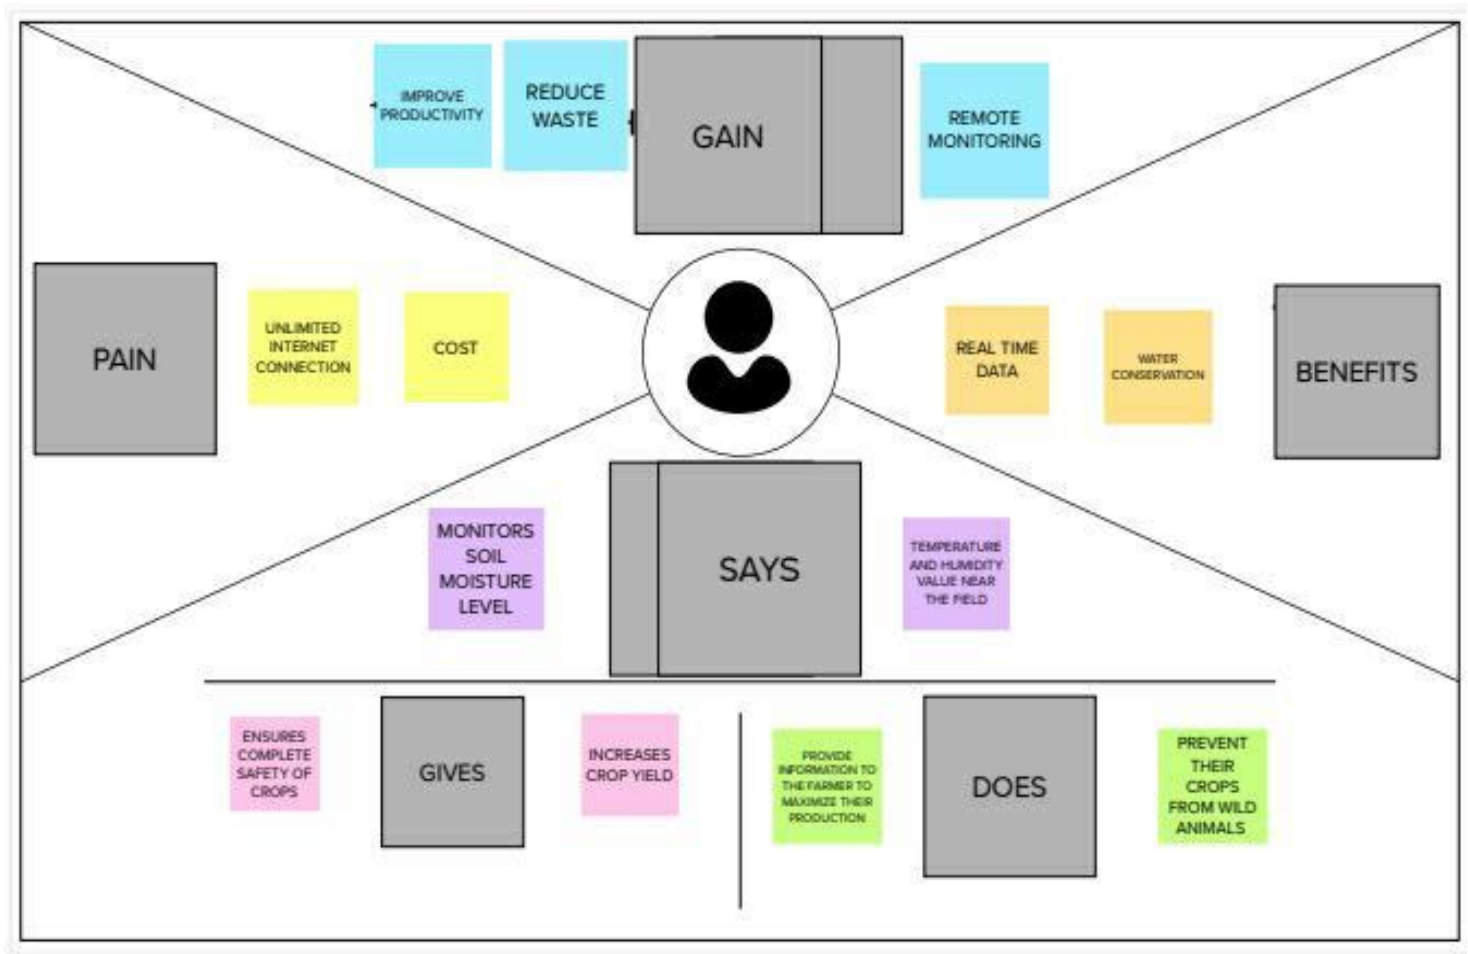 IMPROVE
PRODUCTIVITY
REDUCE
WASTE
GAIN
REMOTE
MONITORING
PAIN
UNLIMITED
INTERNET
CONNECTION
COST
REAL TIME
DATA
WATER
CONSERVATION
BENEFITS
MONITORS
SOIL
MOISTURE
LEVEL
SAYS
TEMPERATURE
AND HUMIDITY
VALUE NEAR
THE FIELD
ENSURES
COMPLETE
SAFETY OF
CROPS
GIVES
INCREASES
CROP YIELD
PROVIDE
INFORMATION TO
THE FARMER TO
MAXIMIZE THEIR
PRODUCTION
DOES
PREVENT
THEIR
CROPS
FROM WILD
ANIMALS